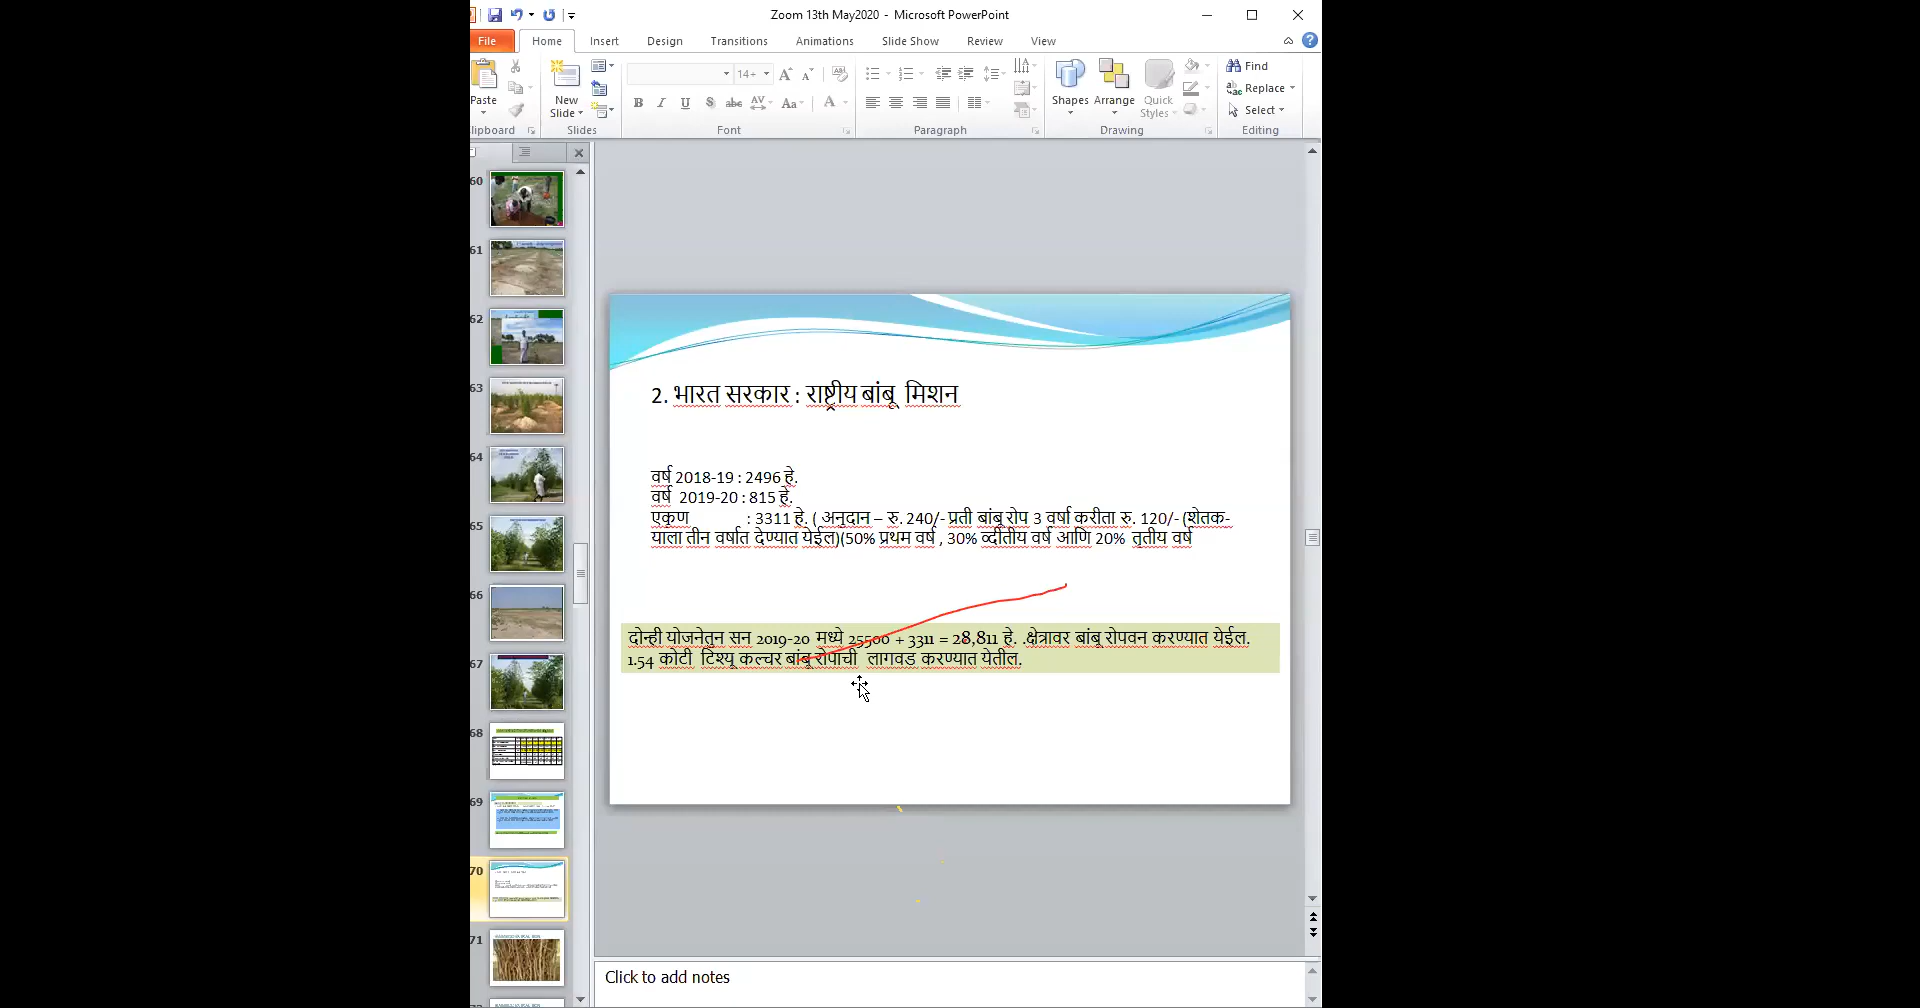 Zoom 13th May2020 - Microsoft PowerPoint
File Home Insert Design Transitions Animations Slide Show Review View
Paste
New Slide
14+
Shapes Arrange Quick Styles
Find
Replace
Select
lipboard Slides Font Paragraph Drawing Editing
60
61
62
63
64
65
66
67
68
69
70
71
2. भारत सरकार : राष्ट्रीय बांबू मिशन
वर्ष 2018-19 : 2496 हे.
वर्ष 2019-20 : 815 हे.
एकृण : 3311 हे. ( अनुदान – रु. 240/- प्रती बांबू रोप 3 वर्षा करीता रु. 120/- (शेतक-
याला तीन वर्षात देण्यात येईल)(50% प्रथम वर्ष , 30% व्दीतीय वर्ष आणि 20% तृतीय वर्ष
दोन्ही योजनेतुन सन 2019-20 मध्ये 25500 + 3311 = 28,811 हे. .क्षेत्रावर बांबू रोपवन करण्यात येईल.
1.54 कोटी टिश्यू कल्चर बांबू रोपाची लागवड करण्यात येतील.
Click to add notes